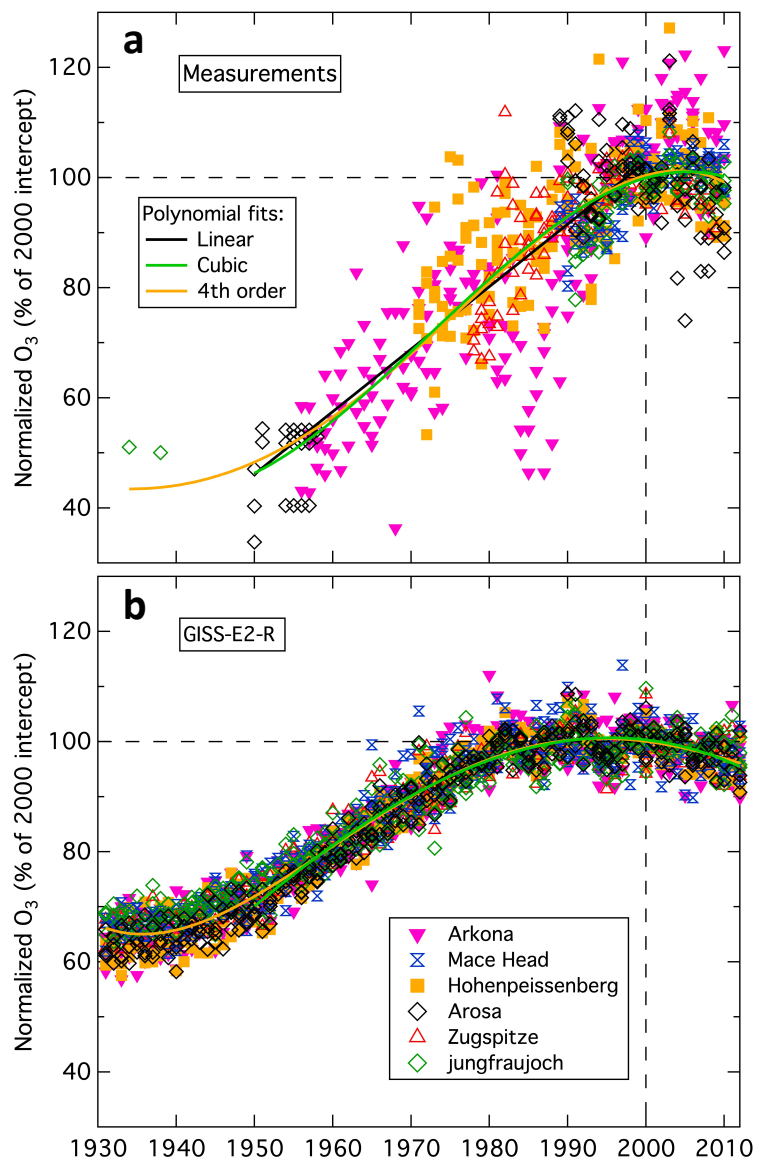 a
Measurements
Normalized O3 (% of 2000 intercept)
120
100
80
60
40
Polynomial fits:
Linear
Cubic
4th order
b
GISS-E2-R
Normalized O3 (% of 2000 intercept)
120
100
80
60
40
Arkona
Mace Head
Hohenpeissenberg
Arosa
Zugspitze
jungfraujoch
1930 1940 1950 1960 1970 1980 1990 2000 2010